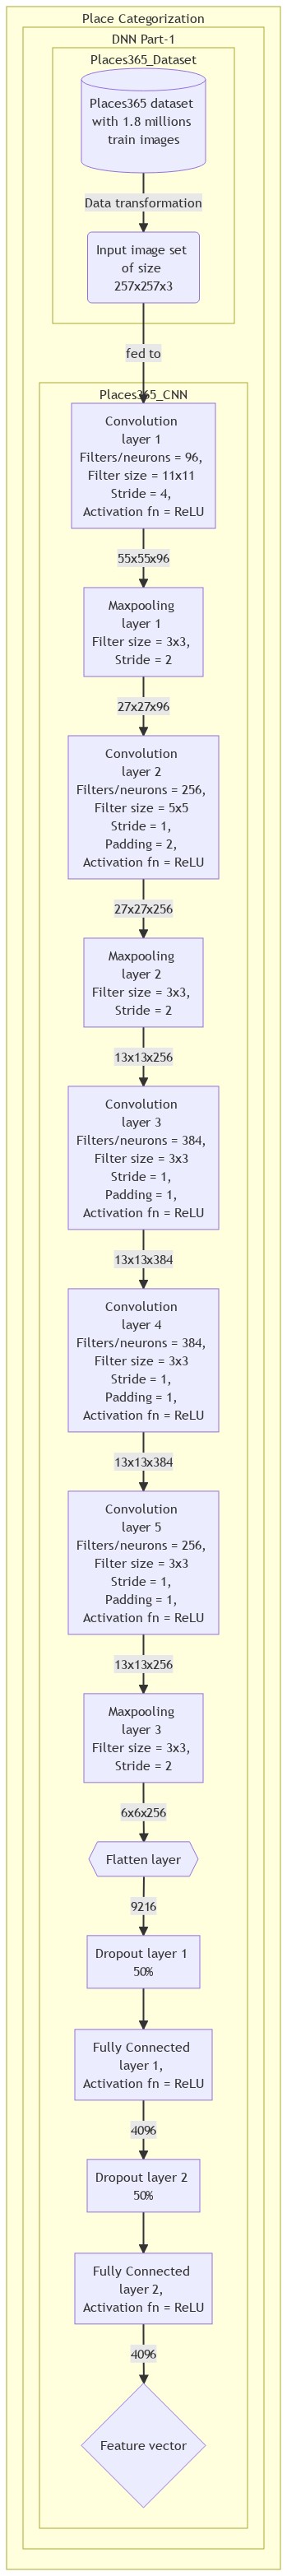 Place Categorization
DNN Part-1
Places365_Dataset
Places365 dataset
with 1.8 millions
train images
Data transformation
Input image set
of size
257x257x3
fed to
Places365_CNN
Convolution
layer 1
Filters/neurons = 96,
Filter size = 11x11
Stride = 4,
Activation fn = ReLU
55x55x96
Maxpooling
layer 1
Filter size = 3x3,
Stride = 2
27x27x96
Convolution
layer 2
Filters/neurons = 256,
Filter size = 5x5
Stride = 1,
Padding = 2,
Activation fn = ReLU
27x27x256
Maxpooling
layer 2
Filter size = 3x3,
Stride = 2
13x13x256
Convolution
layer 3
Filters/neurons = 384,
Filter size = 3x3
Stride = 1,
Padding = 1,
Activation fn = ReLU
13x13x384
Convolution
layer 4
Filters/neurons = 384,
Filter size = 3x3
Stride = 1,
Padding = 1,
Activation fn = ReLU
13x13x384
Convolution
layer 5
Filters/neurons = 256,
Filter size = 3x3
Stride = 1,
Padding = 1,
Activation fn = ReLU
13x13x256
Maxpooling
layer 3
Filter size = 3x3,
Stride = 2
6x6x256
Flatten layer
9216
Dropout layer 1
50%
Fully Connected
layer 1,
Activation fn = ReLU
4096
Dropout layer 2
50%
Fully Connected
layer 2,
Activation fn = ReLU
4096
Feature vector